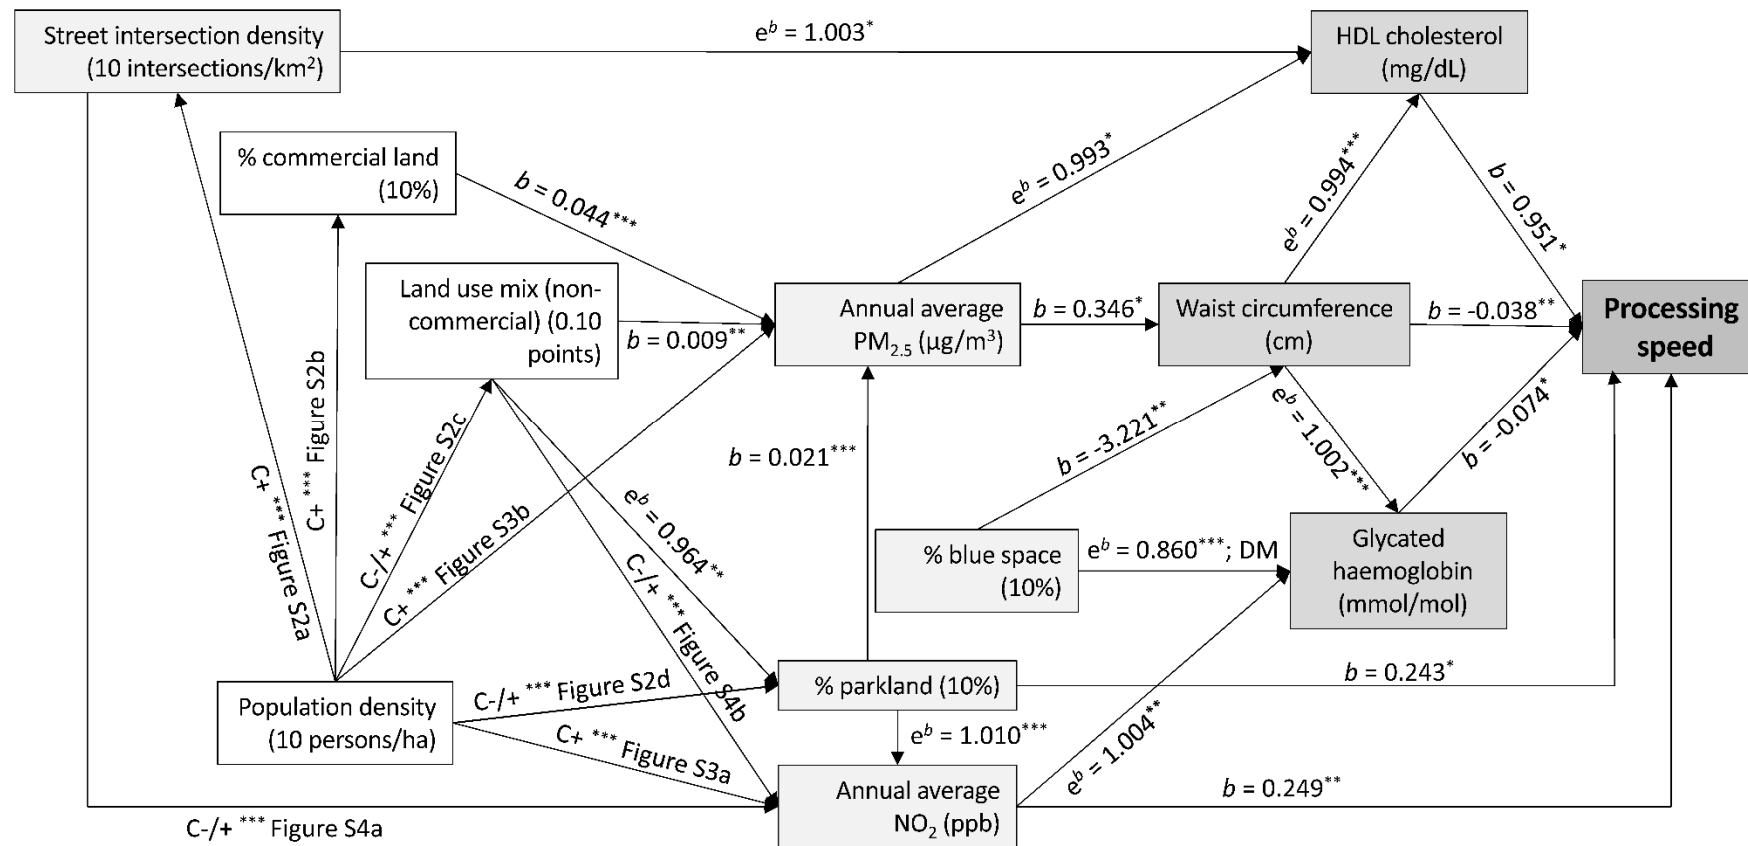 Street intersection density
(10 intersections/km²)
e^b = 1.003*
HDL cholesterol
(mg/dL)
% commercial land
(10%)
b = 0.044***
e^b = 0.993*
e^b = 0.994***
b = 0.951*
Land use mix (non-
commercial) (0.10
points)
b = 0.009**
Annual average
PM₂.₅ (µg/m³)
b = 0.346*
Waist circumference
(cm)
b = -0.038**
Processing
speed
C+ *** Figure S2a
C+ *** Figure S2b
C-/+ *** Figure S2c
C+ *** Figure S3b
e^b = 0.964**
C-/+ *** Figure S4b
b = 0.021***
b = -3.221**
e^b = 1.002***
b = -0.074*
% blue space
(10%)
e^b = 0.860***; DM
Glycated
haemoglobin
(mmol/mol)
Population density
(10 persons/ha)
C-/+ *** Figure S2d
C+ *** Figure S3a
% parkland (10%)
b = 0.243*
e^b = 1.010***
e^b = 1.004**
Annual average
NO₂ (ppb)
b = 0.249**
C-/+ *** Figure S4a